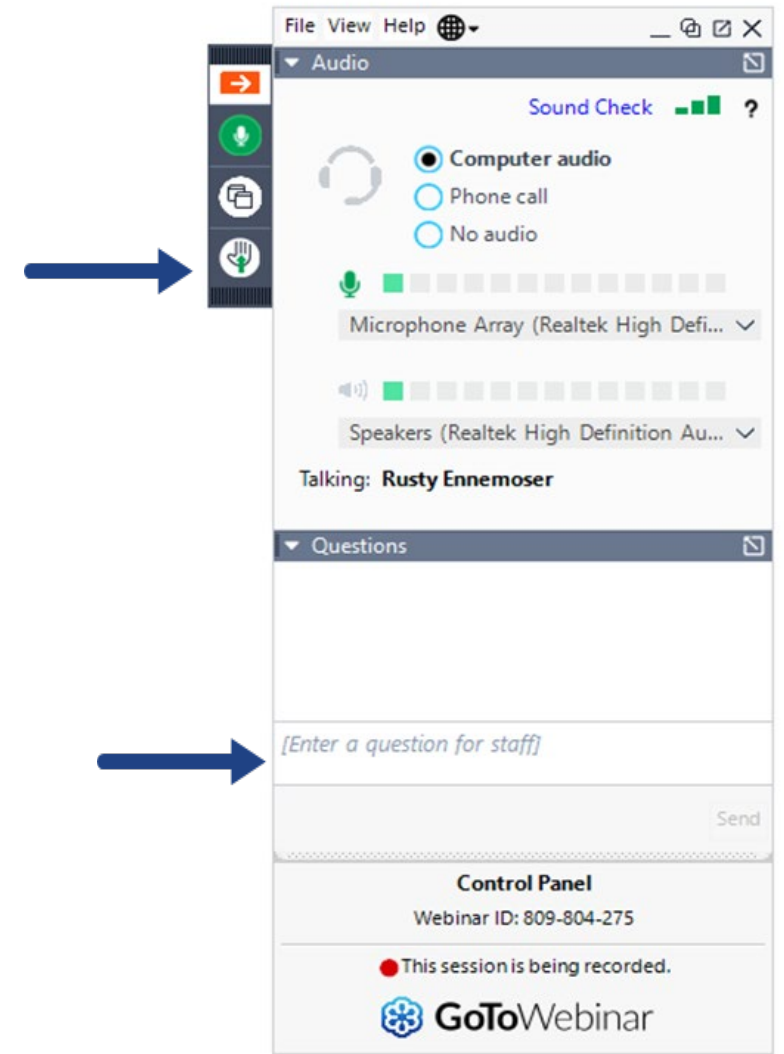 File View Help
Audio
Sound Check ?
Computer audio
Phone call
No audio
Microphone Array (Realtek High Defi...
Speakers (Realtek High Definition Au...
Talking: Rusty Ennemoser
Questions
[Enter a question for staff]
Send
Control Panel
Webinar ID: 809-804-275
This session is being recorded.
GoToWebinar